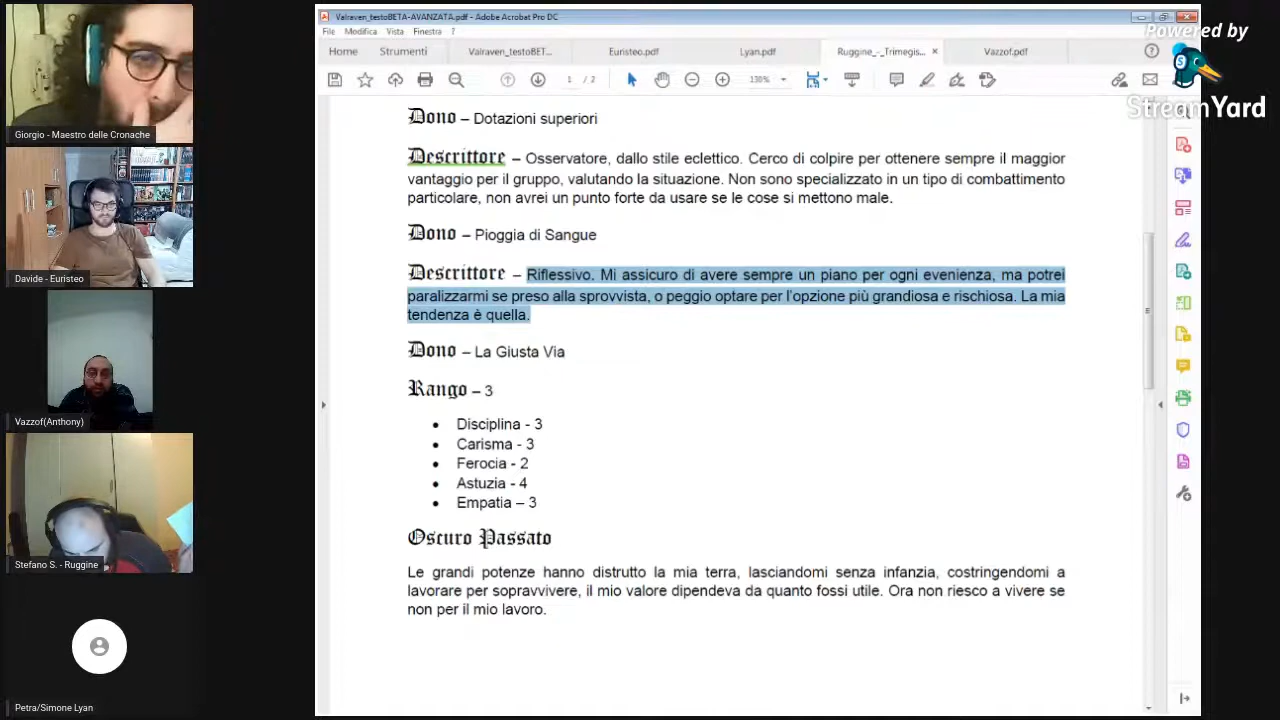 Valraven_testoBETA-AVANZATA.pdf - Adobe Acrobat Pro DC
File Modifica Vista Finestra ?
Home Strumenti Valraven_testoBET... Euristeo.pdf Lyan.pdf Ruggine_-_Trimegis... × Vazzof.pdf
1 / 2 138%
Powered by
StreamYard
Giorgio - Maestro delle Cronache
Davide - Euristeo
Vazzof(Anthony)
Stefano S. - Ruggine
Petra/Simone Lyan
Dono – Dotazioni superiori
Descrittore – Osservatore, dallo stile eclettico. Cerco di colpire per ottenere sempre il maggior
vantaggio per il gruppo, valutando la situazione. Non sono specializzato in un tipo di combattimento
particolare, non avrei un punto forte da usare se le cose si mettono male.
Dono – Pioggia di Sangue
Descrittore – Riflessivo. Mi assicuro di avere sempre un piano per ogni evenienza, ma potrei
paralizzarmi se preso alla sprovvista, o peggio optare per l'opzione più grandiosa e rischiosa. La mia
tendenza è quella.
Dono – La Giusta Via
Rango – 3
• Disciplina - 3
• Carisma - 3
• Ferocia - 2
• Astuzia - 4
• Empatia – 3
Oscuro Passato
Le grandi potenze hanno distrutto la mia terra, lasciandomi senza infanzia, costringendomi a
lavorare per sopravvivere, il mio valore dipendeva da quanto fossi utile. Ora non riesco a vivere se
non per il mio lavoro.